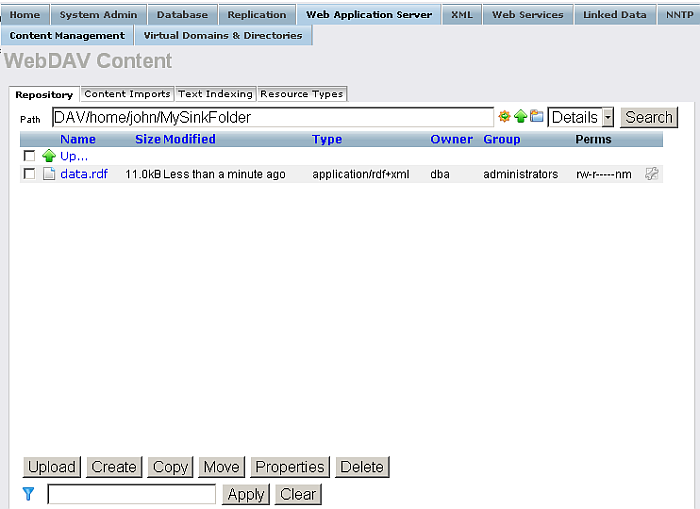 Home System Admin Database Replication Web Application Server XML Web Services Linked Data NNTP
Content Management Virtual Domains & Directories
WebDAV Content
Repository Content Imports Text Indexing Resource Types
Path DAV/home/john/MySinkFolder Details Search
Name Size Modified Type Owner Group Perms
Up...
data.rdf 11.0kB Less than a minute ago application/rdf+xml dba administrators rw-r-----nm
Upload Create Copy Move Properties Delete
Apply Clear